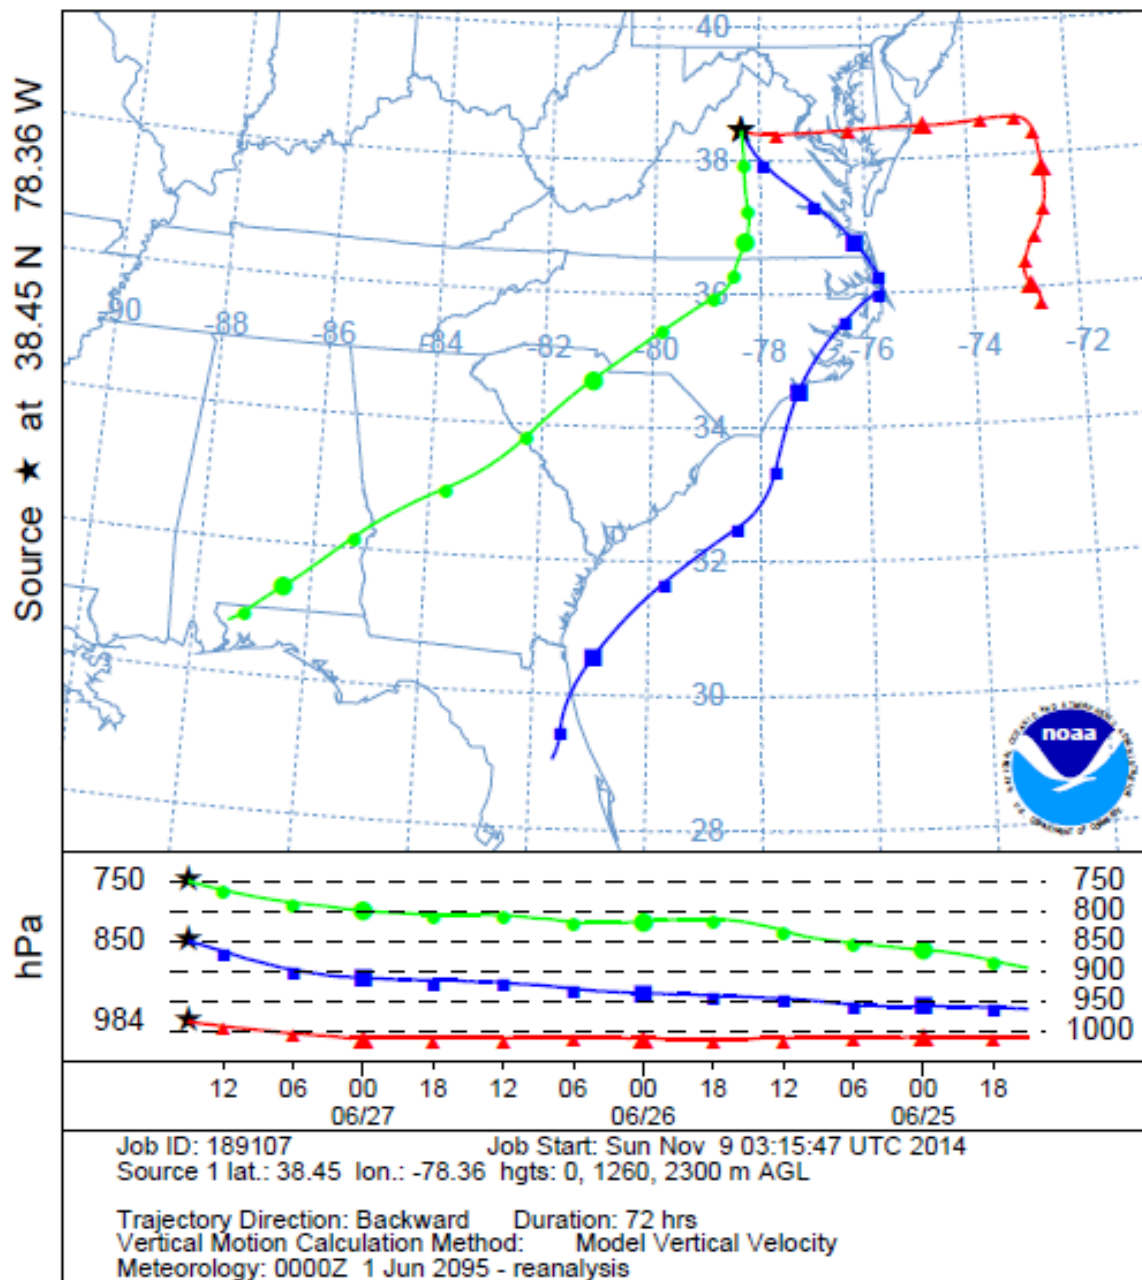 Source ★ at 38.45 N 78.36 W
40
38
36
-90 -88 -86 -84 -82 -80 -78 -76 -74 -72
34
32
30
28
noaa
hPa
750 750
800
850 850
900
950
984 1000
12 06 00 18 12 06 00 18 12 06 00 18
06/27 06/26 06/25
Job ID: 189107 Job Start: Sun Nov 9 03:15:47 UTC 2014
Source 1 lat.: 38.45 lon.: -78.36 hgts: 0, 1260, 2300 m AGL
Trajectory Direction: Backward Duration: 72 hrs
Vertical Motion Calculation Method: Model Vertical Velocity
Meteorology: 0000Z 1 Jun 2095 - reanalysis